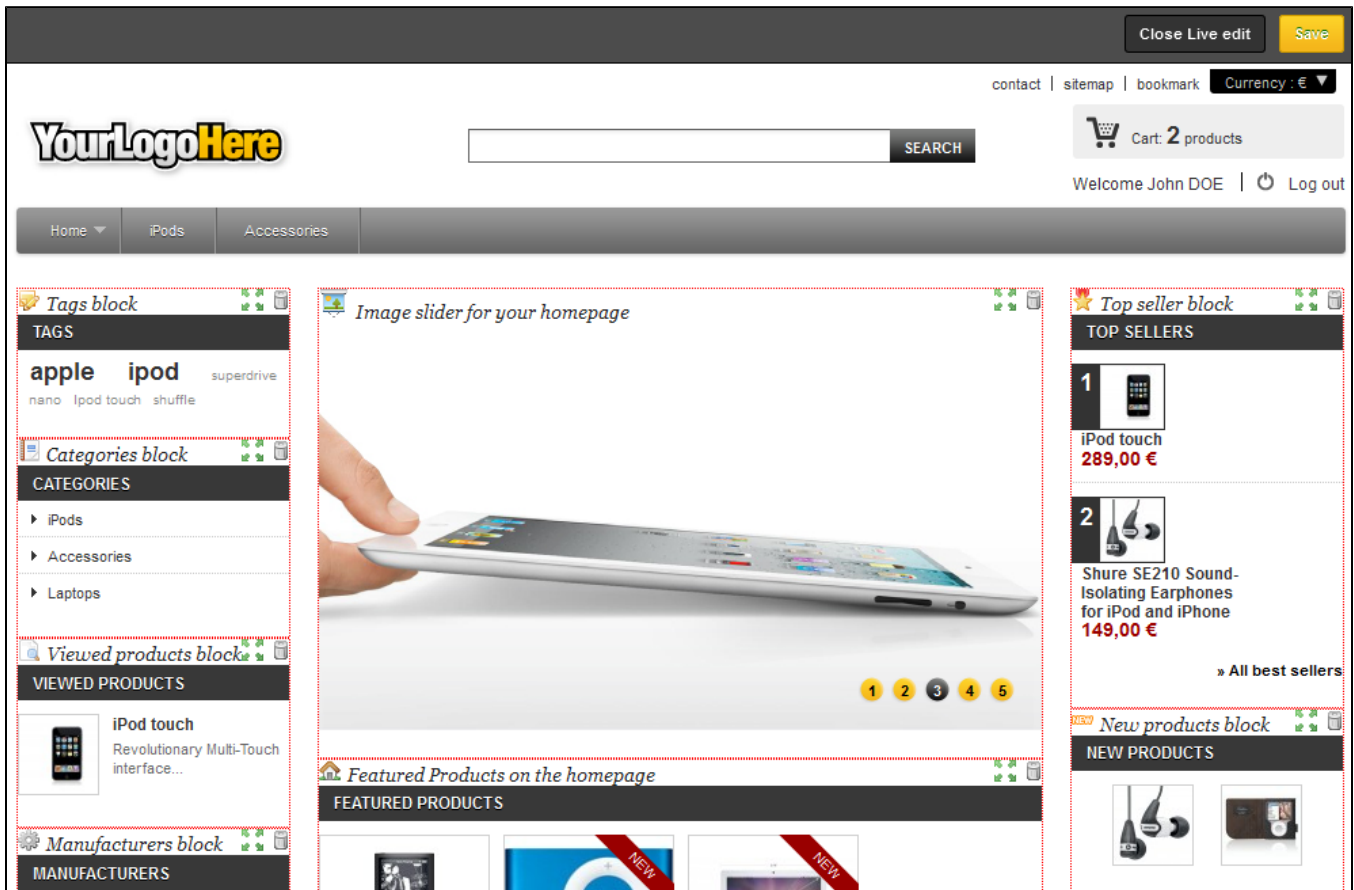 Close Live edit
Save
contact | sitemap | bookmark
Currency : € ▼
YourLogoHere
SEARCH
Cart: 2 products
Welcome John DOE | Log out
Home
iPods
Accessories
Tags block
TAGS
apple ipod superdrive
nano Ipod touch shuffle
Categories block
CATEGORIES
iPods
Accessories
Laptops
Viewed products block
VIEWED PRODUCTS
iPod touch
Revolutionary Multi-Touch
interface...
Manufacturers block
MANUFACTURERS
Image slider for your homepage
1 2 3 4 5
Featured Products on the homepage
FEATURED PRODUCTS
NEW
NEW
Top seller block
TOP SELLERS
1
iPod touch
289,00 €
2
Shure SE210 Sound-
Isolating Earphones
for iPod and iPhone
149,00 €
» All best sellers
NEW
New products block
NEW PRODUCTS